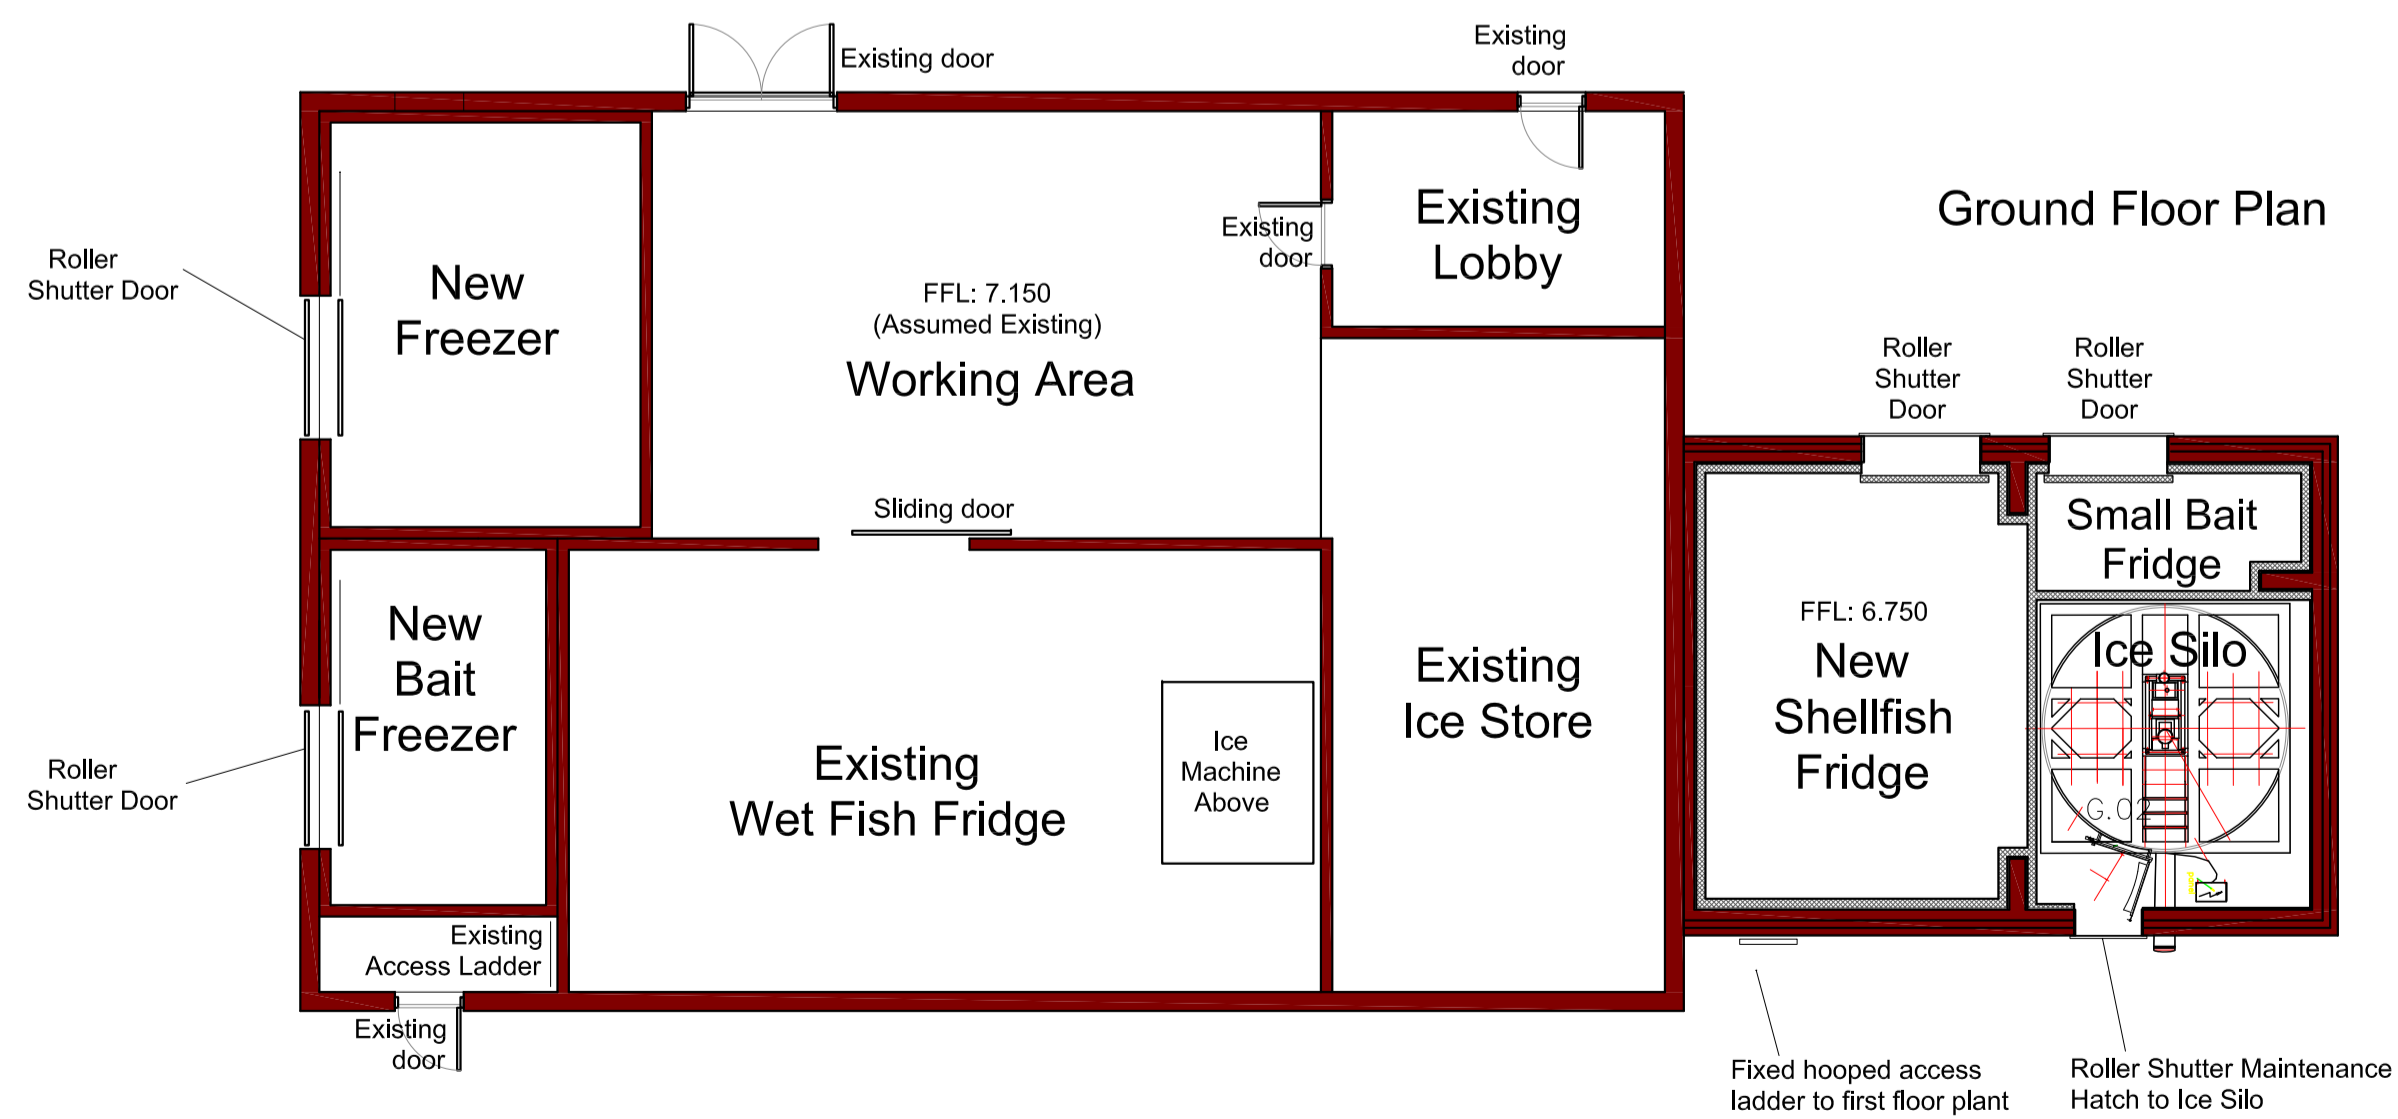 Existing door
Existing
door
Ground Floor Plan
Roller
Shutter Door
New
Freezer
FFL: 7.150
(Assumed Existing)
Working Area
Existing
door
Existing
Lobby
Roller
Shutter
Door
Roller
Shutter
Door
Sliding door
Small Bait
Fridge
New
Bait
Freezer
Roller
Shutter Door
Existing
Wet Fish Fridge
Ice
Machine
Above
Existing
Ice Store
FFL: 6.750
New
Shellfish
Fridge
Ice Silo
G.02
Existing
Access Ladder
Existing
door
Fixed hooped access
ladder to first floor plant
Roller Shutter Maintenance
Hatch to Ice Silo